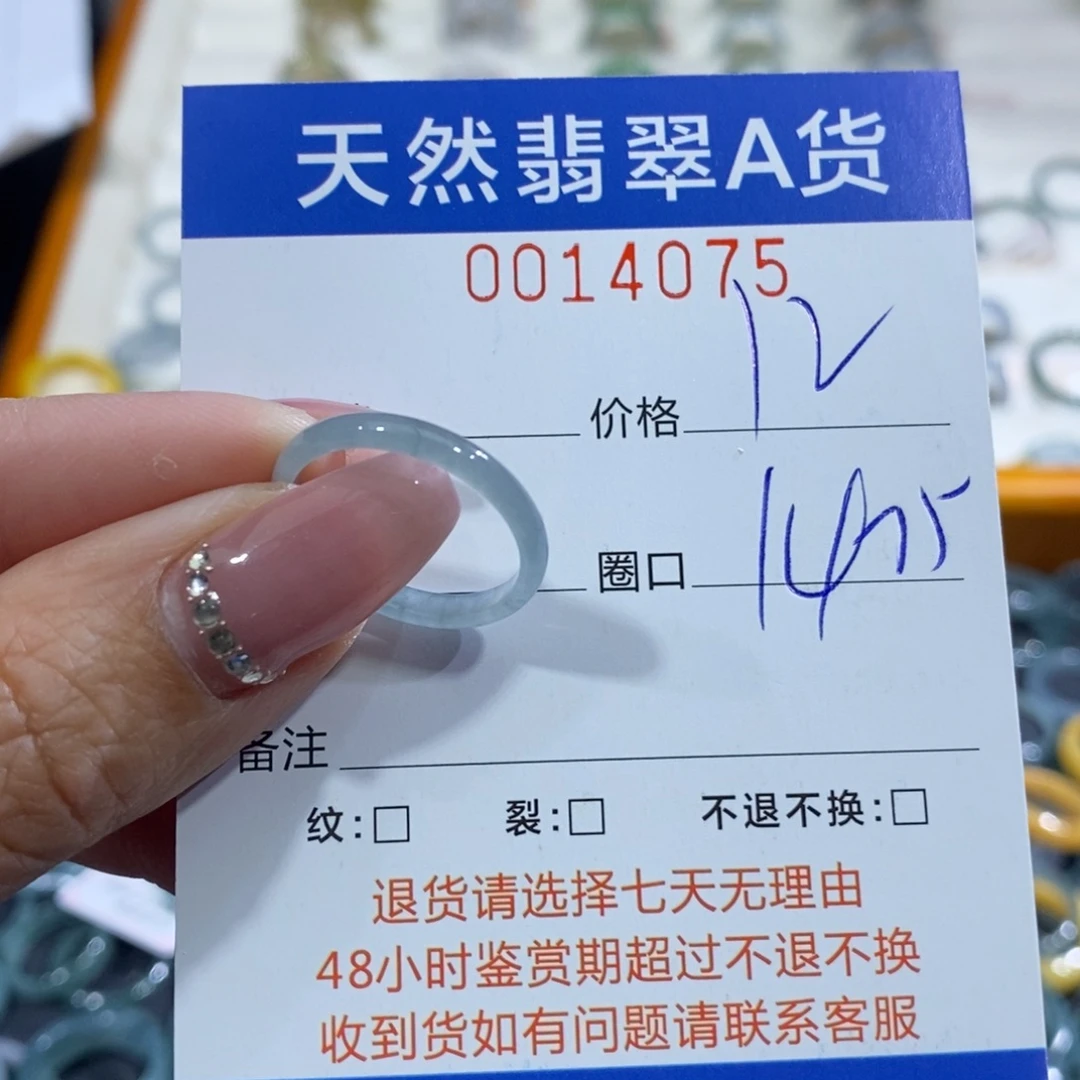 天然翡翠A货
0014075
价格 12
圈口
备注
纹:□ 裂:□ 不退不换:□
退货请选择七天无理由
48小时鉴赏期超过不退不换
收到货如有问题请联系客服